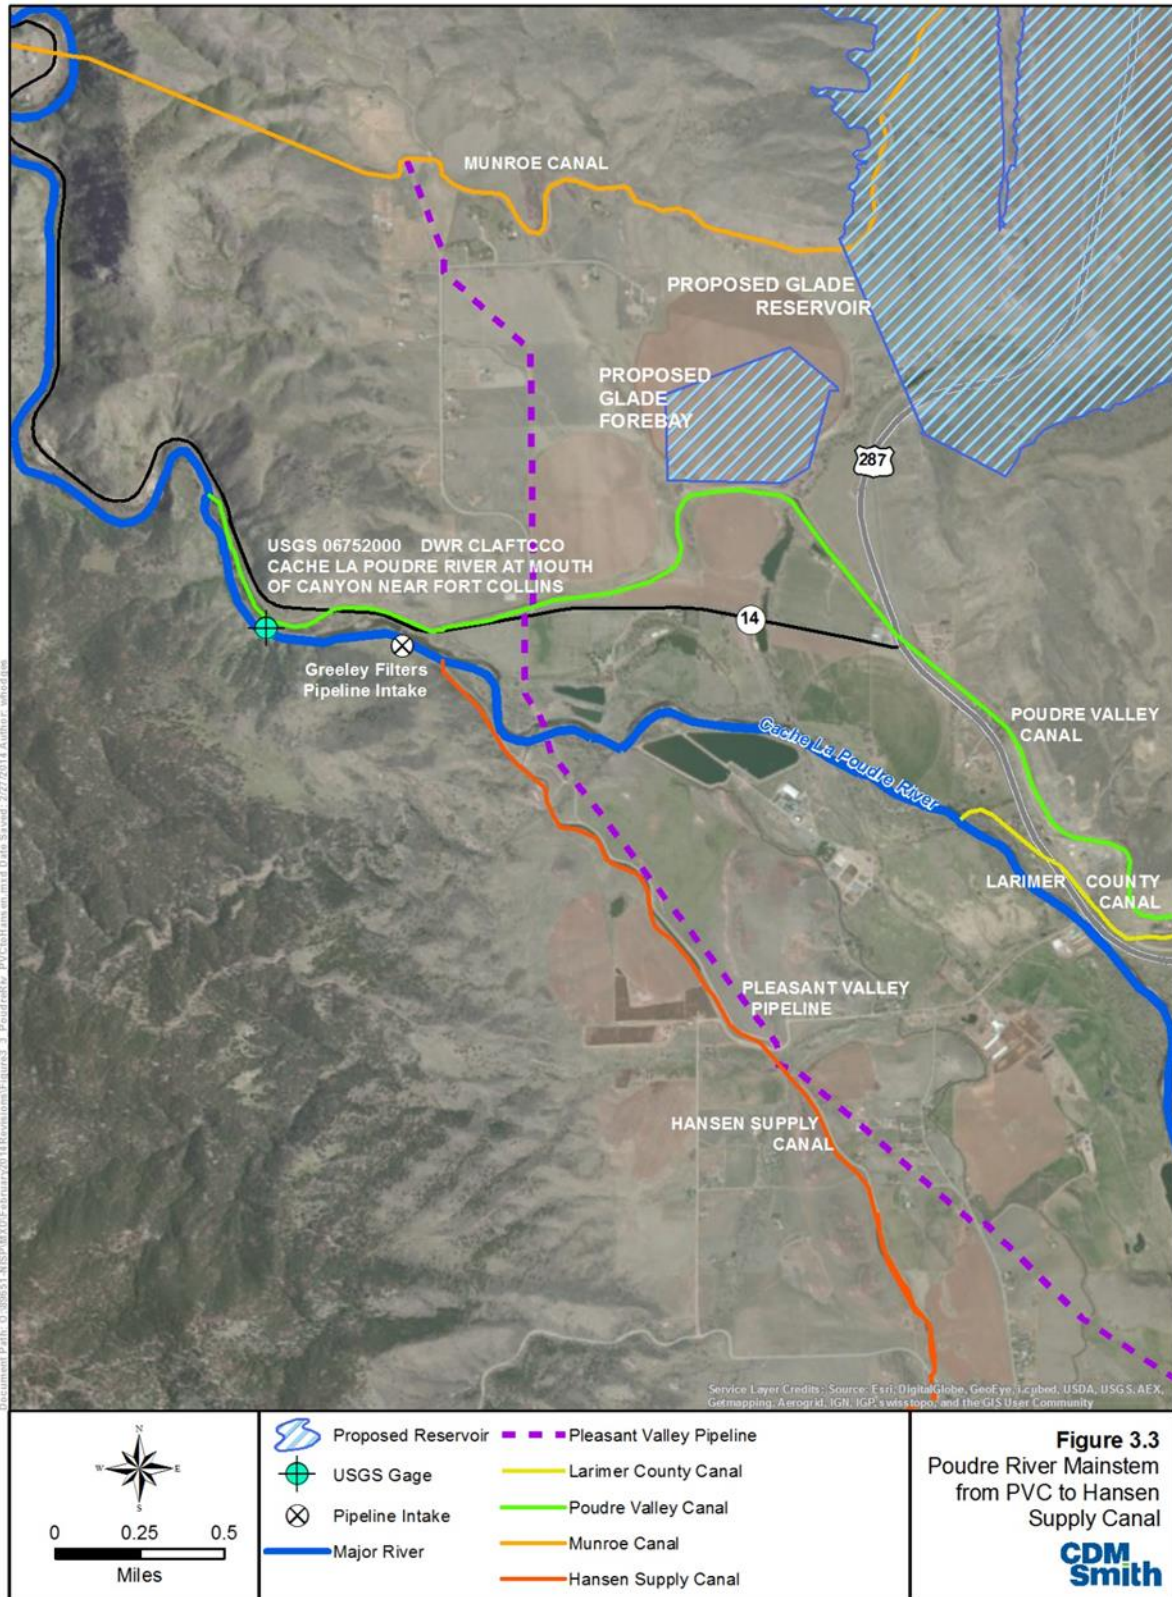 MUNROE CANAL
PROPOSED GLADE
RESERVOIR
PROPOSED
GLADE
FOREBAY
287
USGS 06752000 DWR CLAFTCCO
CACHE LA POUDRE RIVER AT MOUTH
OF CANYON NEAR FORT COLLINS
14
Greeley Filters
Pipeline Intake
POUDRE VALLEY
CANAL
Cache La Poudre River
LARIMER COUNTY
CANAL
PLEASANT VALLEY
PIPELINE
HANSEN SUPPLY
CANAL
Service Layer Credits: Source: Esri, DigitalGlobe, GeoEye, i-cubed, USDA, USGS, AEX,
Getmapping, Aerogrid, IGN, IGP, swisstopo, and the GIS User Community
N
W E
S
0 0.25 0.5
Miles
Proposed Reservoir
USGS Gage
Pipeline Intake
Major River
Pleasant Valley Pipeline
Larimer County Canal
Poudre Valley Canal
Munroe Canal
Hansen Supply Canal
Figure 3.3
Poudre River Mainstem
from PVC to Hansen
Supply Canal
CDM
Smith